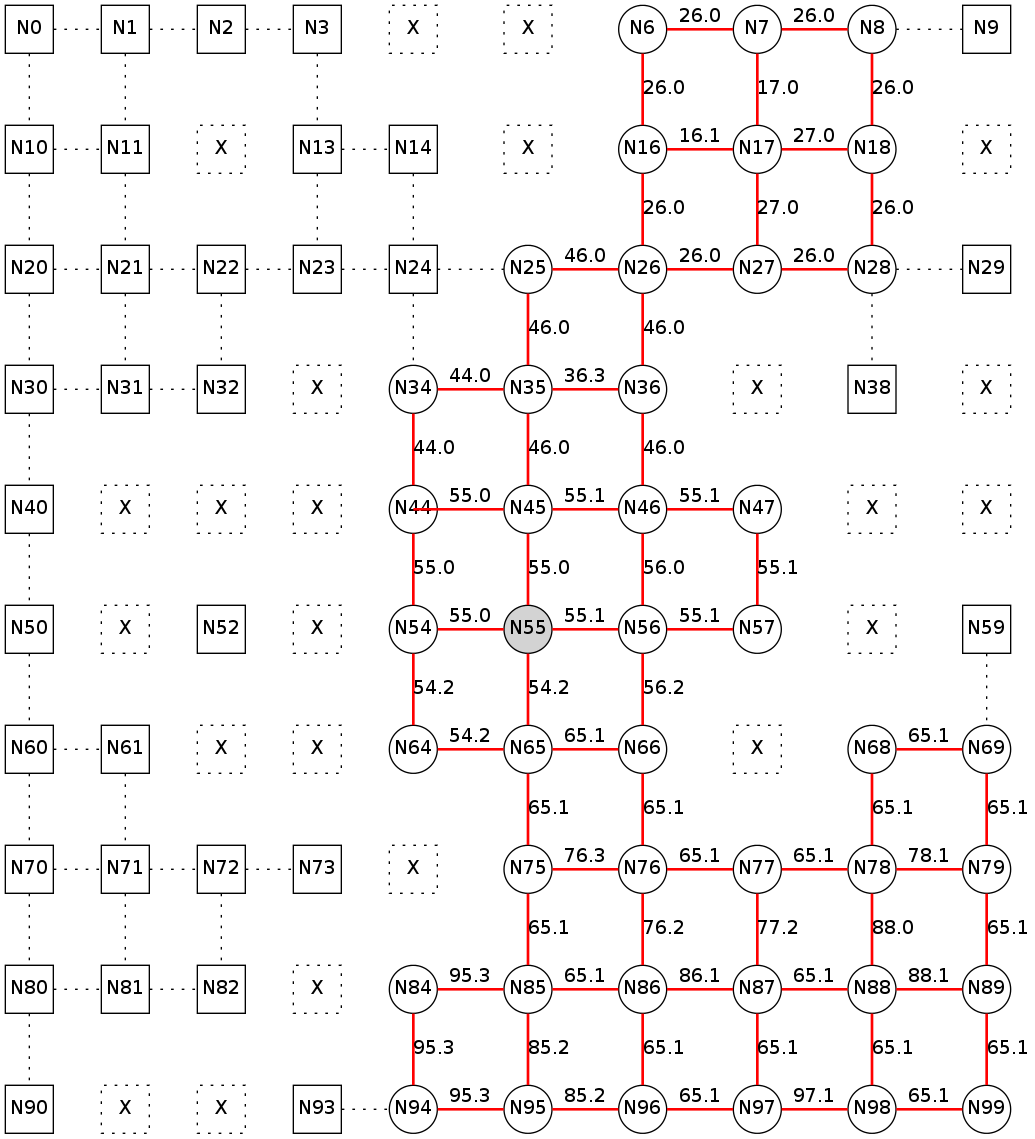 N0 N1 N2 N3 X X N6 26.0 N7 26.0 N8 N9
26.0 17.0 26.0
N10 N11 X N13 N14 X N16 16.1 N17 27.0 N18 X
26.0 27.0 26.0
N20 N21 N22 N23 N24 N25 46.0 N26 26.0 N27 26.0 N28 N29
46.0 46.0
N30 N31 N32 X N34 44.0 N35 36.3 N36 X N38 X
44.0 46.0 46.0
N40 X X X N44 55.0 N45 55.1 N46 55.1 N47 X X
55.0 55.0 56.0 55.1
N50 X N52 X N54 55.0 N55 55.1 N56 55.1 N57 X N59
54.2 54.2 56.2
N60 N61 X X N64 54.2 N65 65.1 N66 X N68 65.1 N69
65.1 65.1 65.1 65.1
N70 N71 N72 N73 X N75 76.3 N76 65.1 N77 65.1 N78 78.1 N79
65.1 76.2 77.2 88.0 65.1
N80 N81 N82 X N84 95.3 N85 65.1 N86 86.1 N87 65.1 N88 88.1 N89
95.3 85.2 65.1 65.1 65.1 65.1
N90 X X N93 N94 95.3 N95 85.2 N96 65.1 N97 97.1 N98 65.1 N99